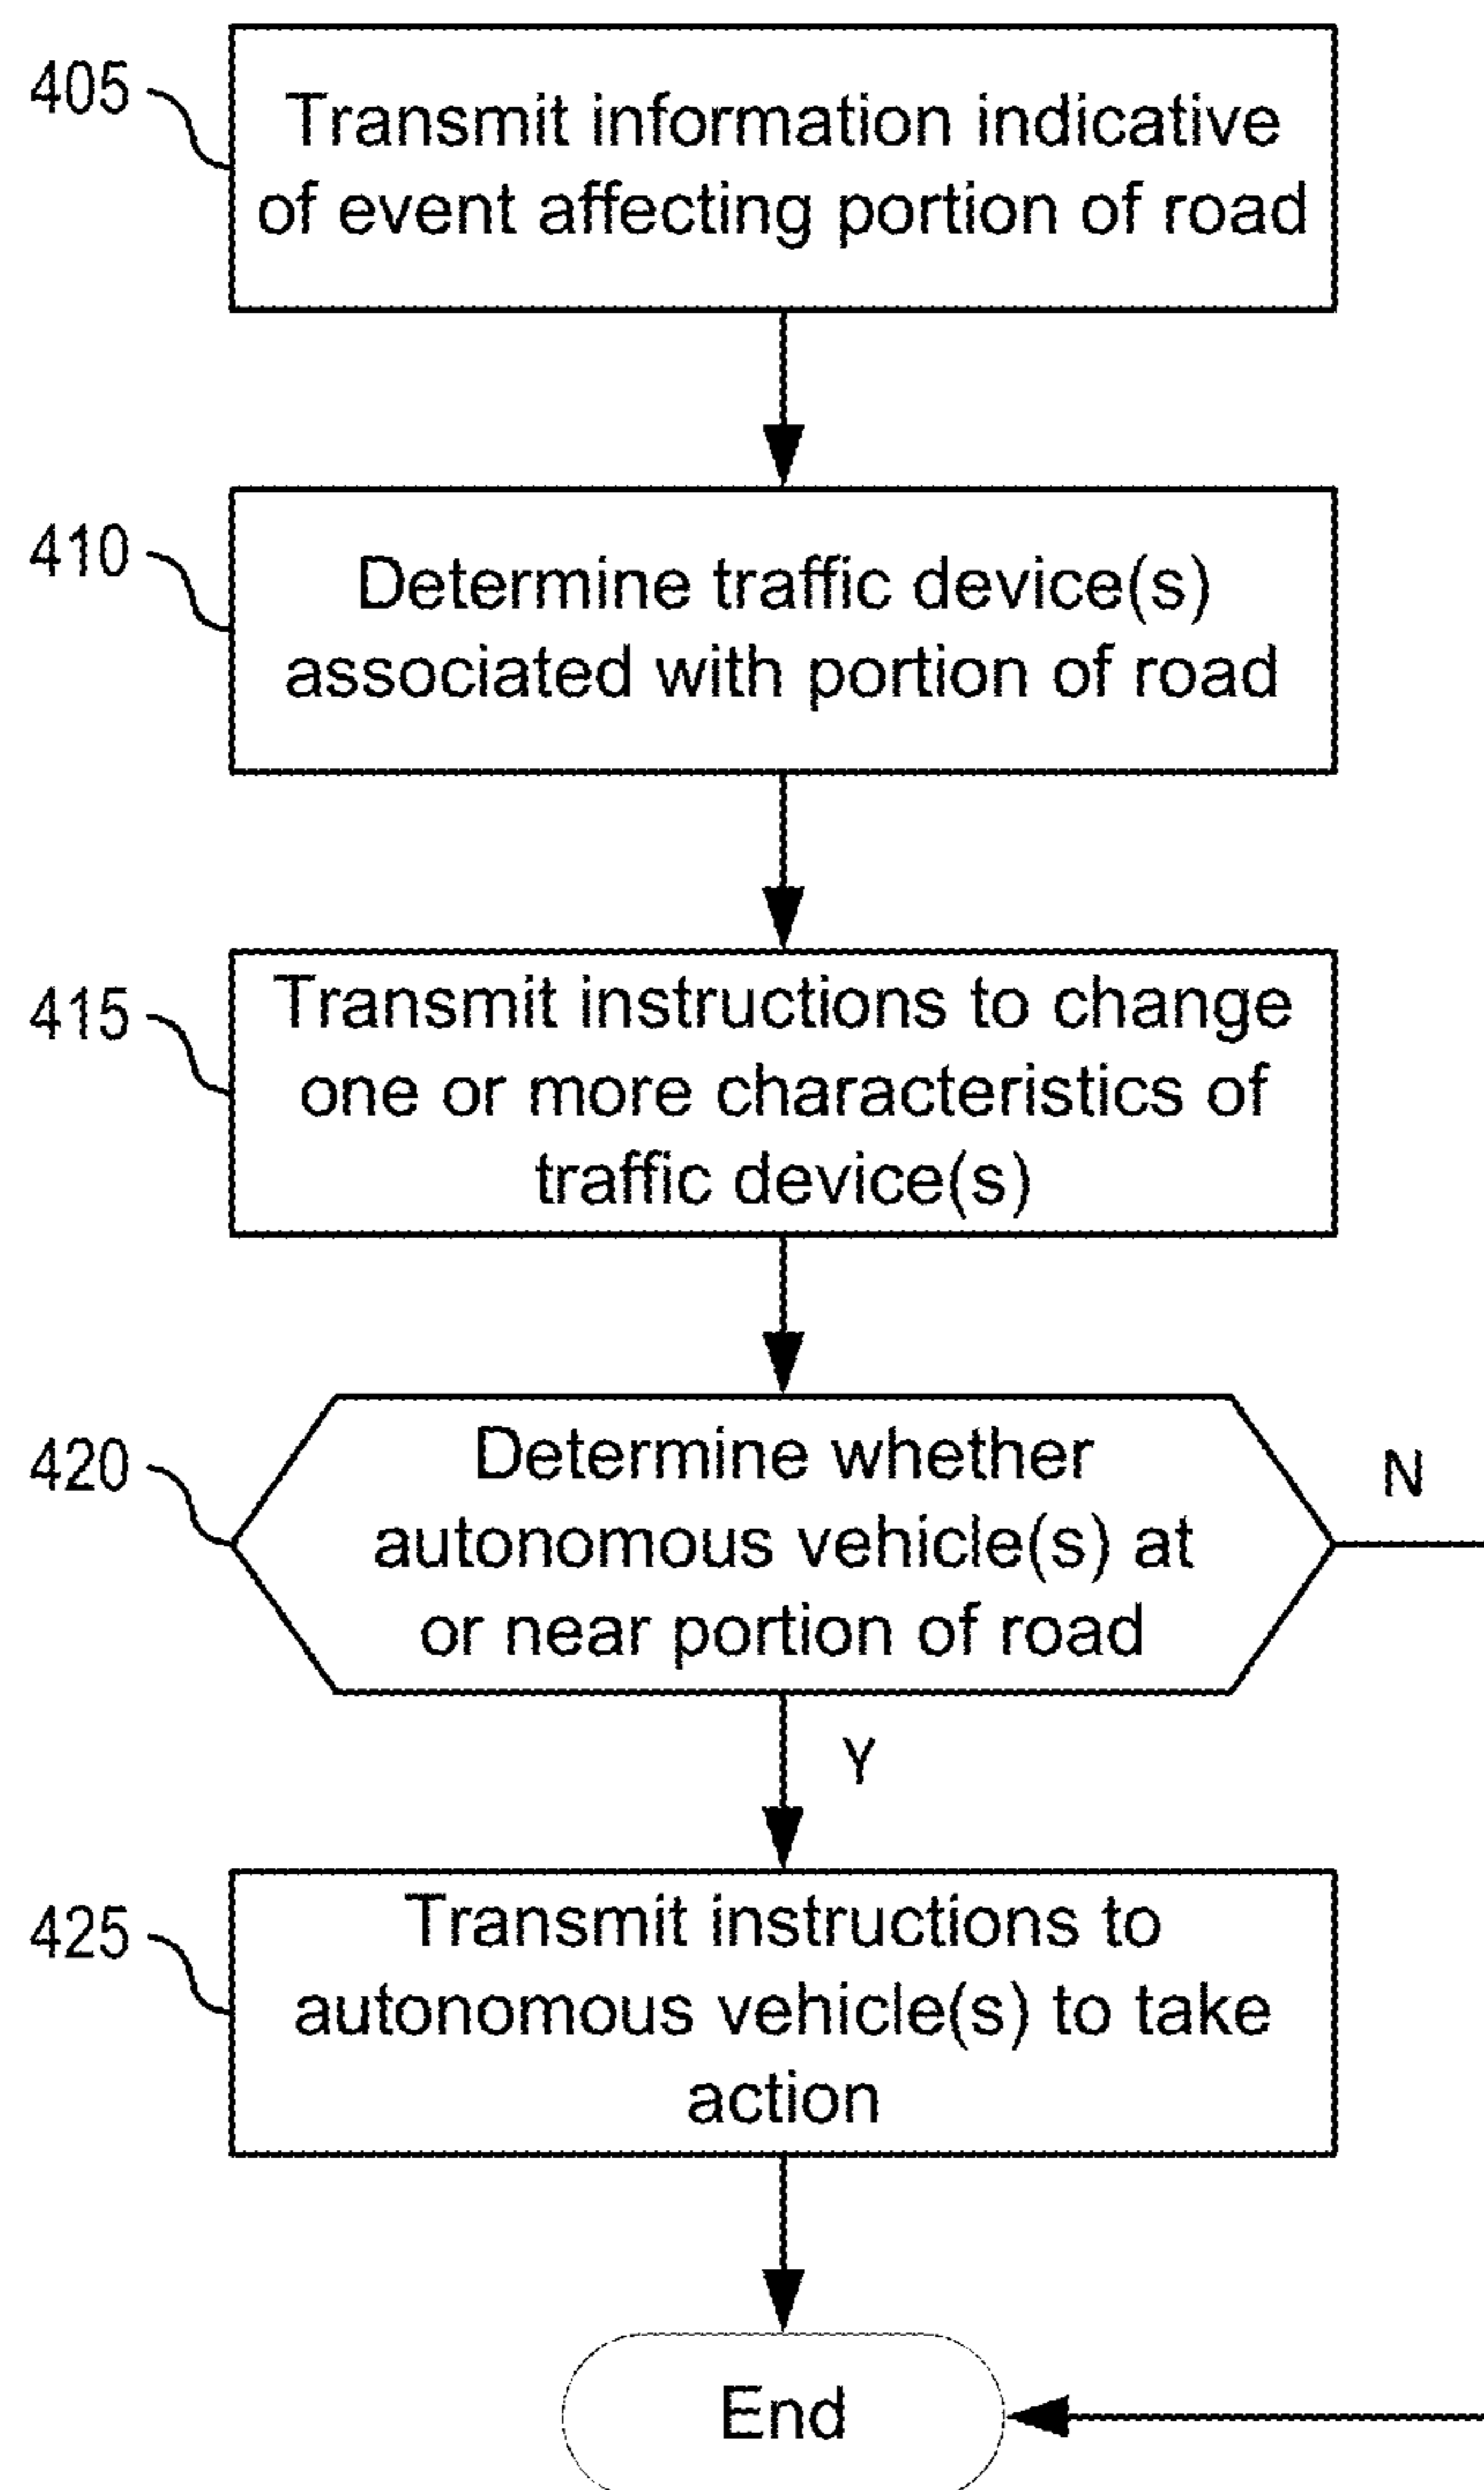 405
Transmit information indicative
of event affecting portion of road
410
Determine traffic device(s)
associated with portion of road
415
Transmit instructions to change
one or more characteristics of
traffic device(s)
420
Determine whether
autonomous vehicle(s) at
or near portion of road
N
Y
425
Transmit instructions to
autonomous vehicle(s) to take
action
End